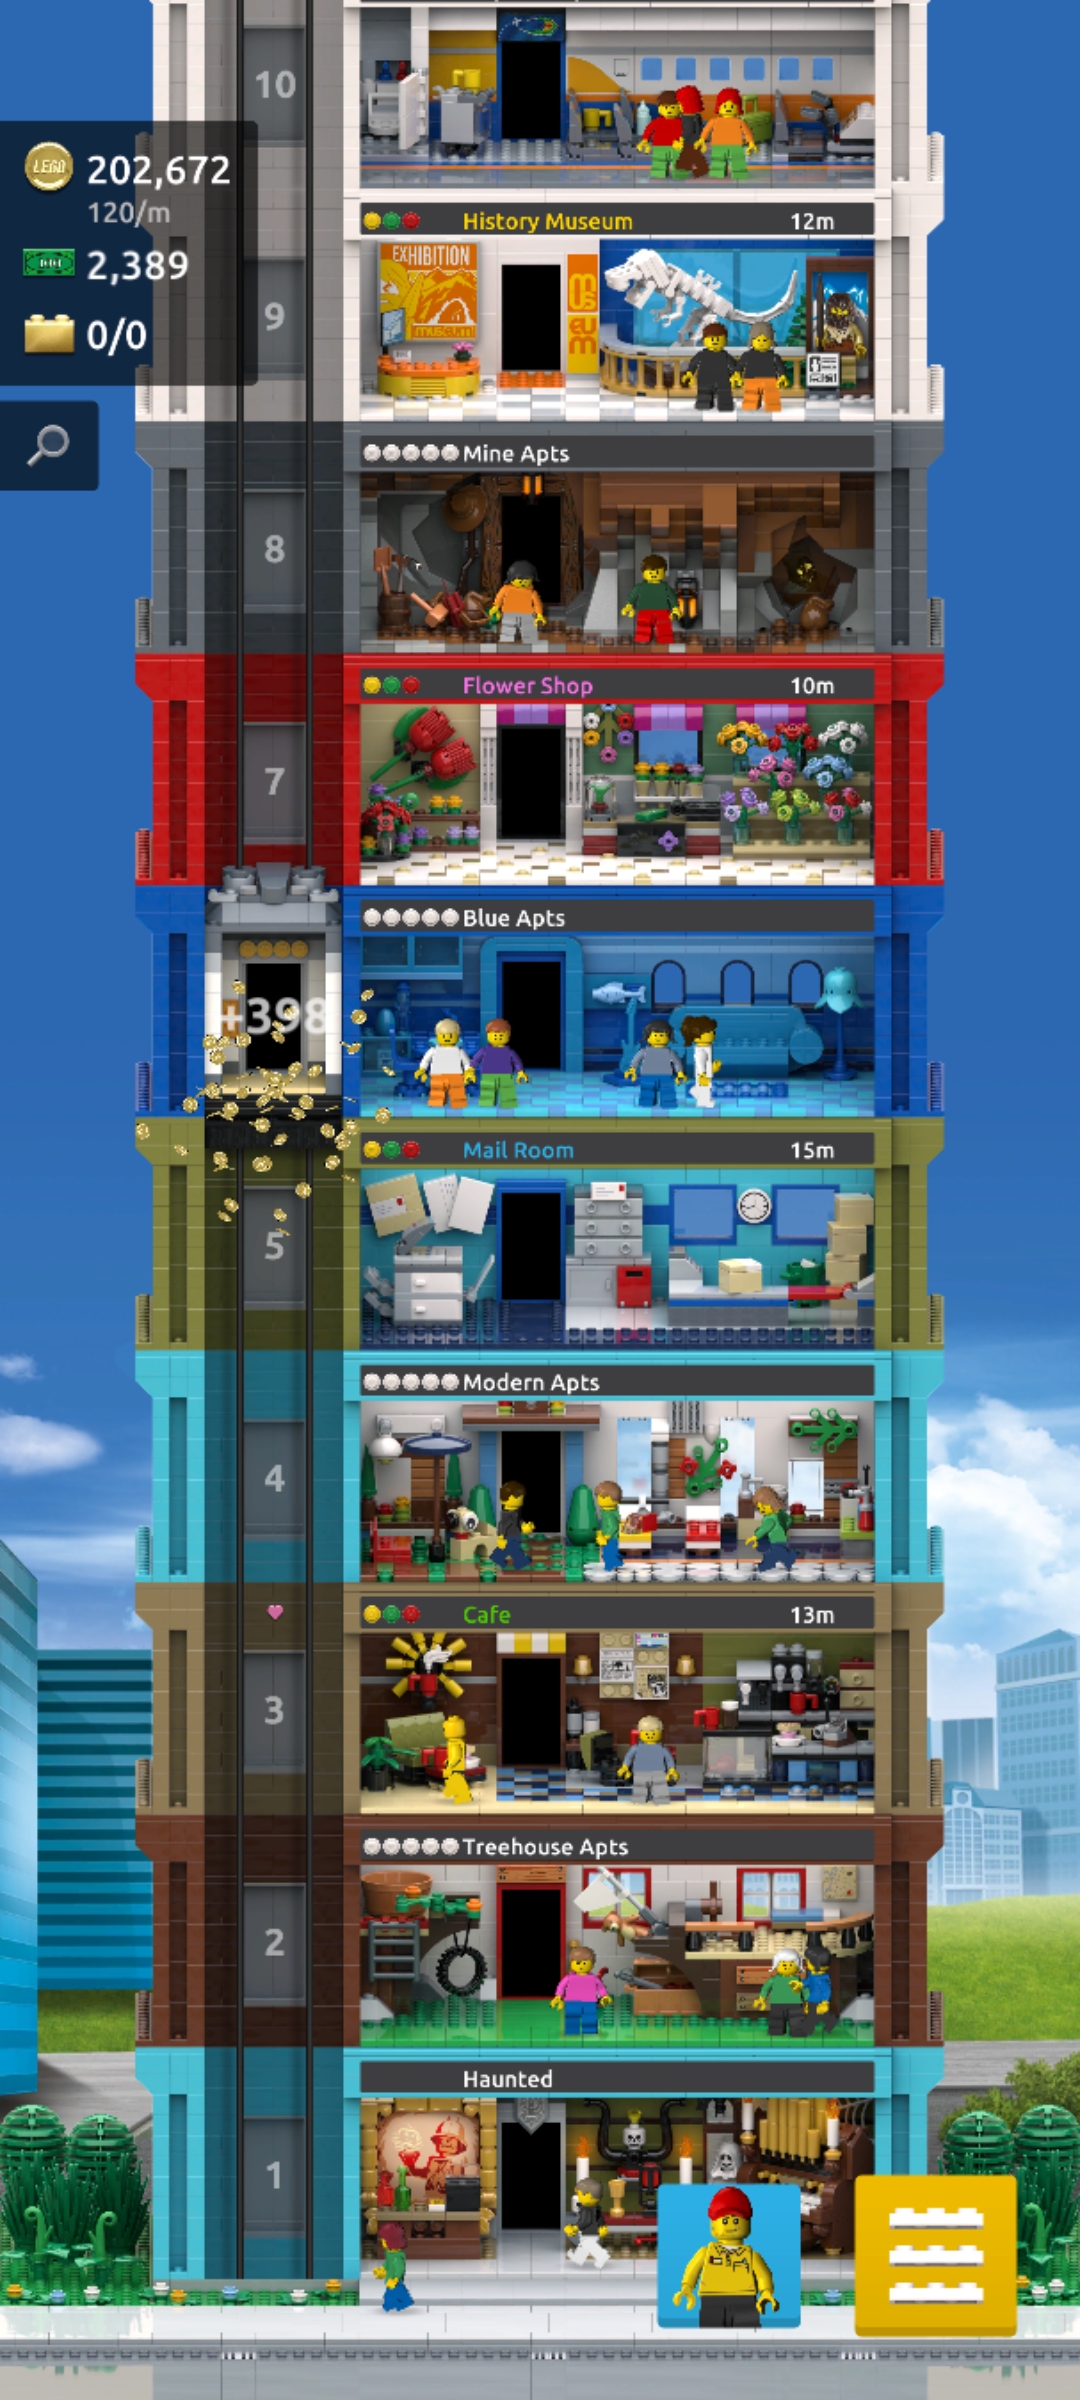 10
LEGO
202,672
120/m
2,389
0/0
History Museum 12m
EXHIBITION
museum
9
Mine Apts
8
Flower Shop 10m
7
Blue Apts
+398
Mail Room 15m
5
Modern Apts
4
Cafe 13m
3
Treehouse Apts
2
Haunted
1